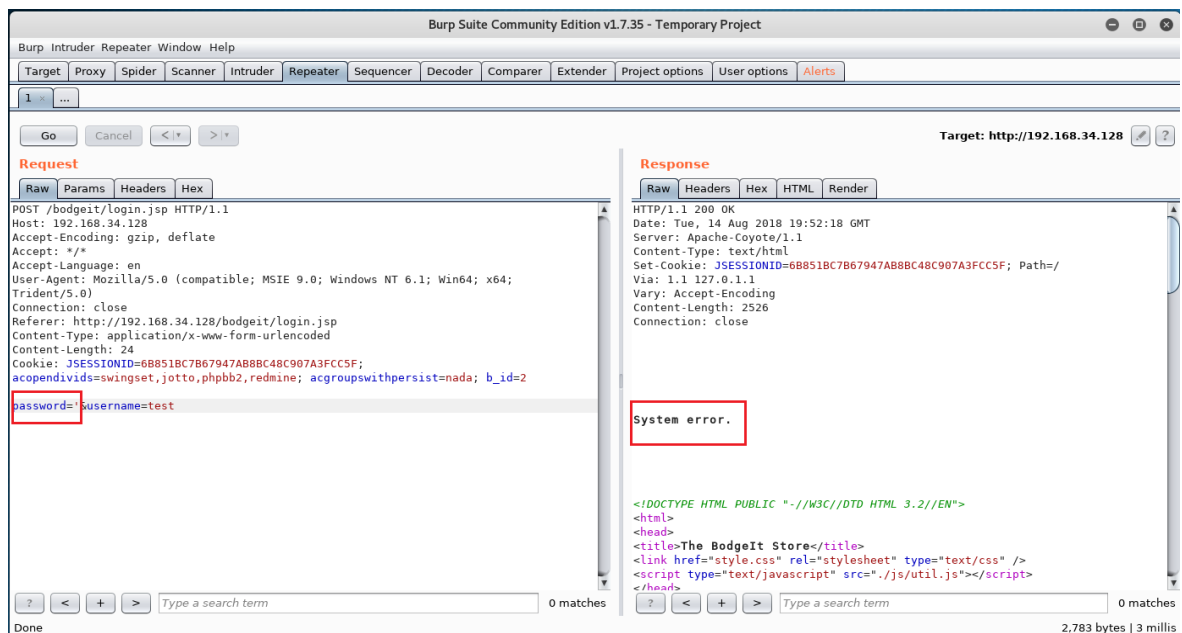 Burp Suite Community Edition v1.7.35 - Temporary Project
Burp Intruder Repeater Window Help
Target Proxy Spider Scanner Intruder Repeater Sequencer Decoder Comparer Extender Project options User options Alerts
1 × ...
Go Cancel < > Target: http://192.168.34.128 ?
Request
Raw Params Headers Hex
POST /bodgeit/login.jsp HTTP/1.1
Host: 192.168.34.128
Accept-Encoding: gzip, deflate
Accept: */*
Accept-Language: en
User-Agent: Mozilla/5.0 (compatible; MSIE 9.0; Windows NT 6.1; Win64; x64;
Trident/5.0)
Connection: close
Referer: http://192.168.34.128/bodgeit/login.jsp
Content-Type: application/x-www-form-urlencoded
Content-Length: 24
Cookie: JSESSIONID=6B851BC7B67947AB8BC48C907A3FCC5F;
acopendivids=swingset,jotto,phpbb2,redmine; acgroupswithpersist=nada; b_id=2
password='&username=test
? < + > Type a search term 0 matches
Response
Raw Headers Hex HTML Render
HTTP/1.1 200 OK
Date: Tue, 14 Aug 2018 19:52:18 GMT
Server: Apache-Coyote/1.1
Content-Type: text/html
Set-Cookie: JSESSIONID=6B851BC7B67947AB8BC48C907A3FCC5F; Path=/
Via: 1.1 127.0.1.1
Vary: Accept-Encoding
Content-Length: 2526
Connection: close
System error.
<!DOCTYPE HTML PUBLIC "-//W3C//DTD HTML 3.2//EN">
<html>
<head>
<title>The BodgeIt Store</title>
<link href="style.css" rel="stylesheet" type="text/css" />
<script type="text/javascript" src="./js/util.js"></script>
</head>
? < + > Type a search term 0 matches
Done 2,783 bytes | 3 millis